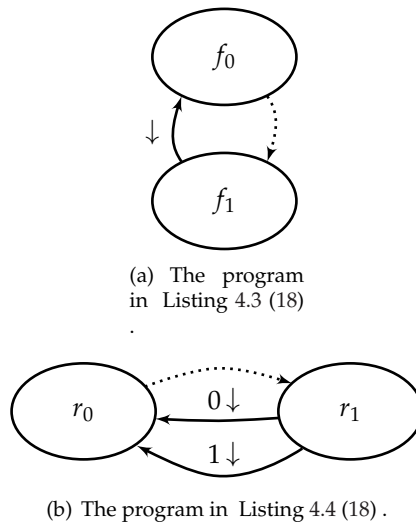 f₀
↓
f₁
(a) The program
in Listing 4.3 (18)
.
r₀
0 ↓
r₁
1 ↓
(b) The program in Listing 4.4 (18) .